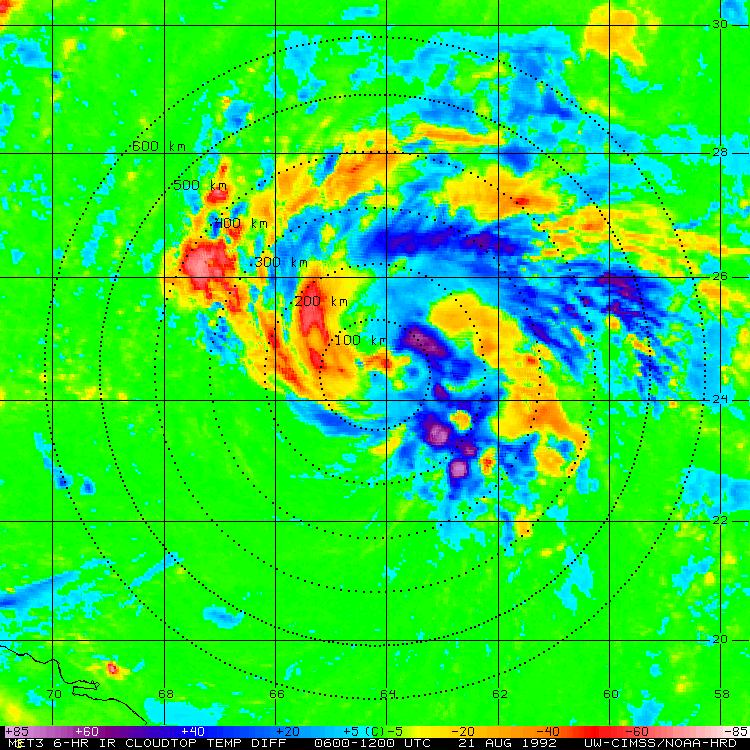 30
600 km
28
500 km
400 km
300 km
26
200 km
100 km
24
22
20
70 68 66 64 62 60 58
+85 +60 +40 +20 +5 (C) -5 -20 -40 -60 -85
MET3 6-HR IR CLOUDTOP TEMP DIFF 0600-1200 UTC 21 AUG 1992 UW-CIMSS/NOAA-HRD